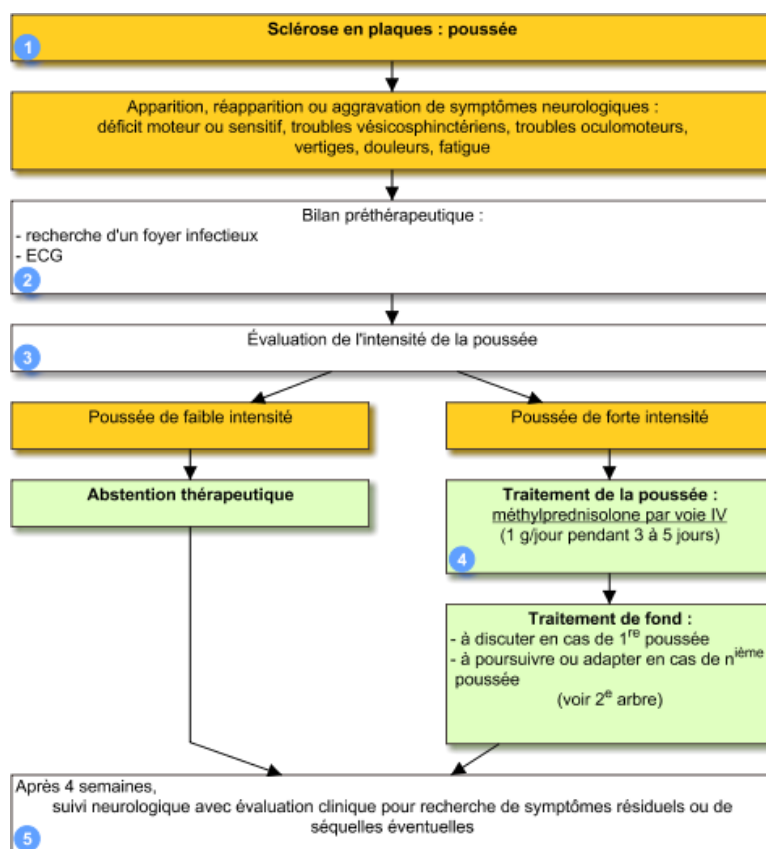 Sclérose en plaques : poussée
1
Apparition, réapparition ou aggravation de symptômes neurologiques :
déficit moteur ou sensitif, troubles vésicosphinctériens, troubles oculomoteurs,
vertiges, douleurs, fatigue
Bilan préthérapeutique :
- recherche d'un foyer infectieux
- ECG
2
Évaluation de l'intensité de la poussée
3
Poussée de faible intensité
Poussée de forte intensité
Abstention thérapeutique
Traitement de la poussée :
méthylprednisolone par voie IV
(1 g/jour pendant 3 à 5 jours)
4
Traitement de fond :
- à discuter en cas de 1re poussée
- à poursuivre ou adapter en cas de nième
poussée
(voir 2e arbre)
Après 4 semaines,
suivi neurologique avec évaluation clinique pour recherche de symptômes résiduels ou de
séquelles éventuelles
5